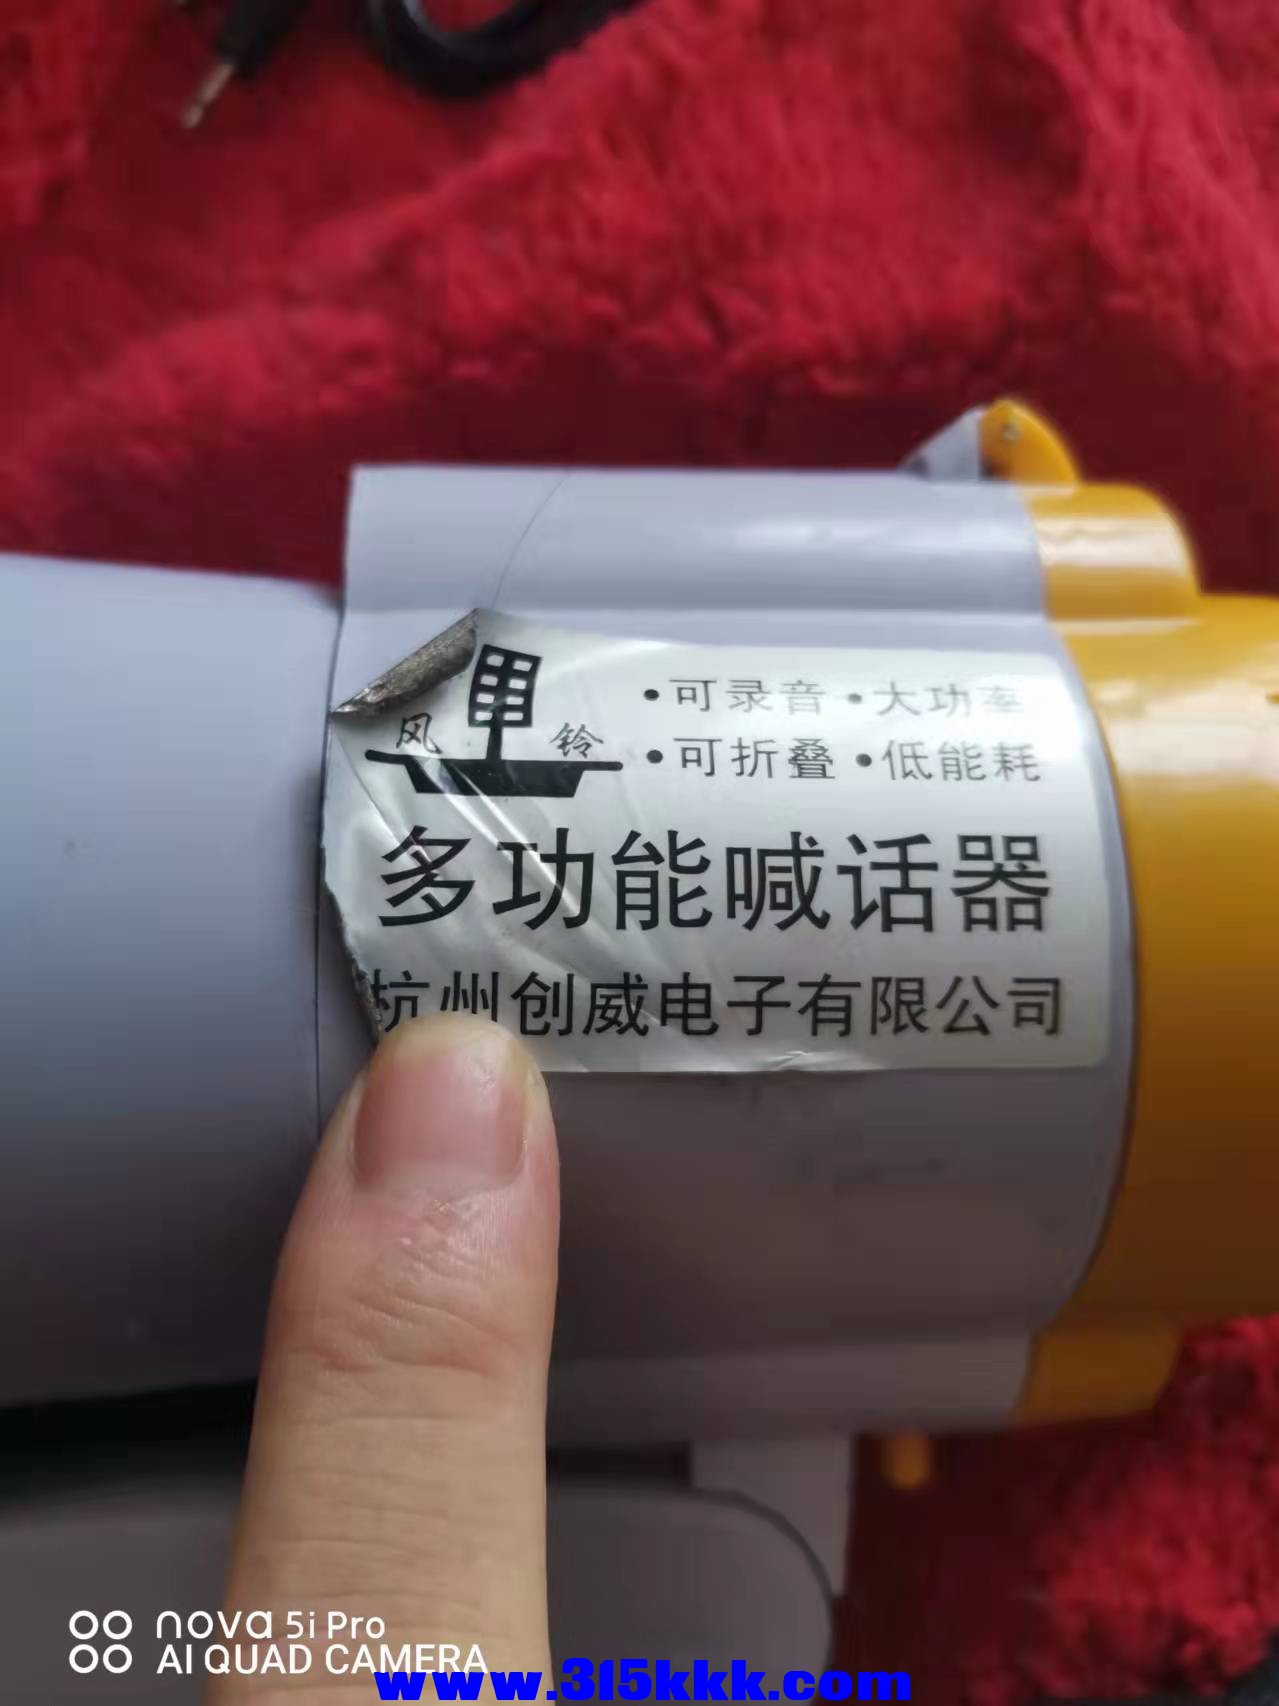 风 铃
•可录音 •大功率
•可折叠 •低能耗
多功能喊话器
杭州创威电子有限公司
nova 5i Pro
AI QUAD CAMERA
www.315kkk.com